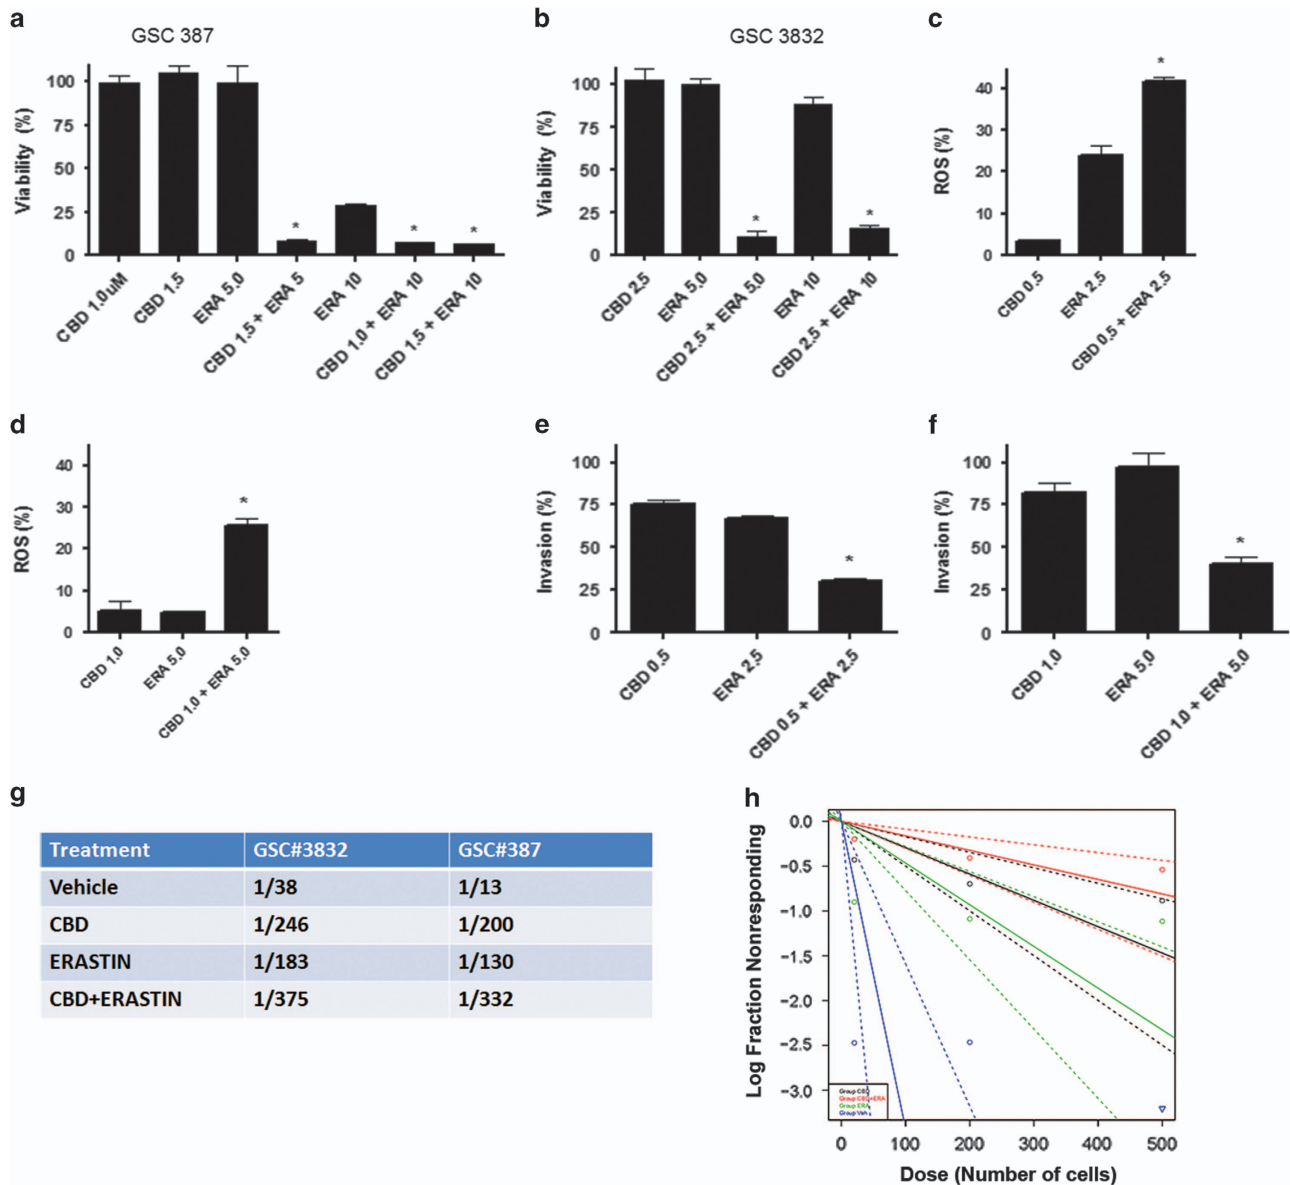 a
GSC 387
Viability (%)
100
75
50
25
0
CBD 1.0uM
CBD 1.5
ERA 5.0
CBD 1.5 + ERA 5
ERA 10
CBD 1.0 + ERA 10
CBD 1.5 + ERA 10
*
*
*
b
GSC 3832
Viability (%)
100
75
50
25
0
CBD 2.5
ERA 5.0
CBD 2.5 + ERA 5.0
ERA 10
CBD 2.5 + ERA 10
*
*
c
ROS (%)
40
30
20
10
0
CBD 0.5
ERA 2.5
CBD 0.5 + ERA 2.5
*
d
ROS (%)
40
30
20
10
0
CBD 1.0
ERA 5.0
CBD 1.0 + ERA 5.0
*
e
Invasion (%)
100
75
50
25
0
CBD 0.5
ERA 2.5
CBD 0.5 + ERA 2.5
*
f
Invasion (%)
100
75
50
25
0
CBD 1.0
ERA 5.0
CBD 1.0 + ERA 5.0
*
g
Treatment GSC#3832 GSC#387
Vehicle 1/38 1/13
CBD 1/246 1/200
ERASTIN 1/183 1/130
CBD+ERASTIN 1/375 1/332
h
Log Fraction Nonresponding
0.0
−0.5
−1.0
−1.5
−2.0
−2.5
−3.0
Group CBD
Group CBD+ERA
Group ERA
Group Veh
0 100 200 300 400 500
Dose (Number of cells)